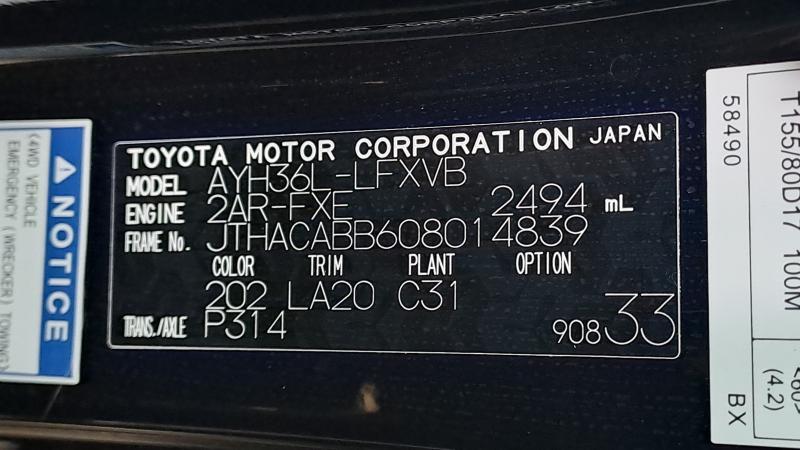 TOYOTA MOTOR CORPORATION JAPAN
MODEL AYH36L-LFXVB
ENGINE 2AR-FXE 2494 mL
FRAME No. JTHACABB608014839
COLOR TRIM PLANT OPTION
202 LA20 C31
TRANS./AXLE P314
90833
NOTICE
(4WD VEHICLE
EMERGENCY (WRECKER) TOWING)
58490
BX
T155/80D17 100M
(4.2)